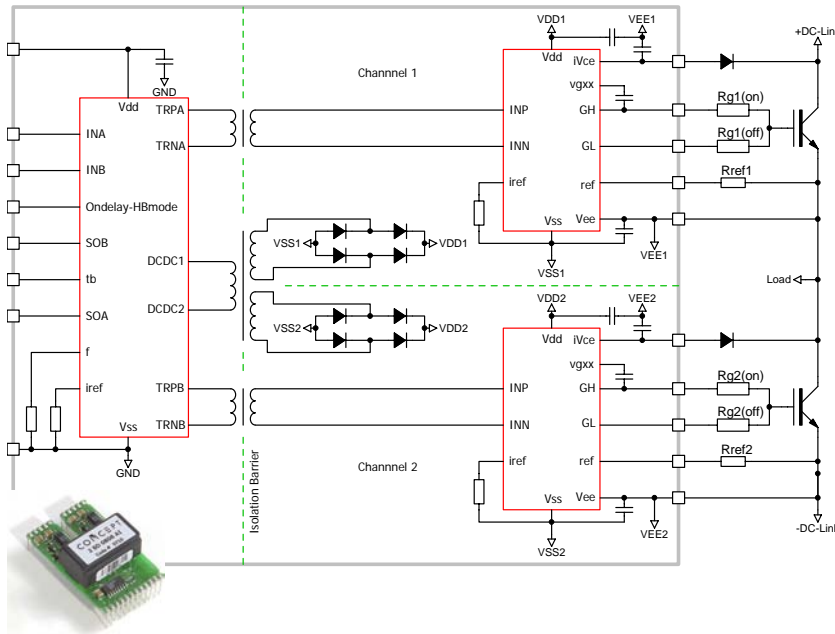 VDD1
VEE1
+DC-Lin
Vdd
iVce
Channnel 1
GND
vgxx
Vdd
TRPA
INP
GH
Rg1(on)
INA
TRNA
INN
GL
Rg1(off)
INB
iref
ref
Rref1
Ondelay-HBmode
Vss
Vee
SOB
VSS1
VDD1
VEE1
DCDC1
VSS1
tb
Load
VDD2
VEE2
DCDC2
SOA
VSS2
VDD2
Vdd
iVce
f
vgxx
iref
TRPB
INP
GH
Rg2(on)
Vss
TRNB
INN
GL
Rg2(off)
GND
Isolation Barrier
Channnel 2
iref
ref
Rref2
Vss
Vee
VSS2
VEE2
-DC-Linl
CONCEPT